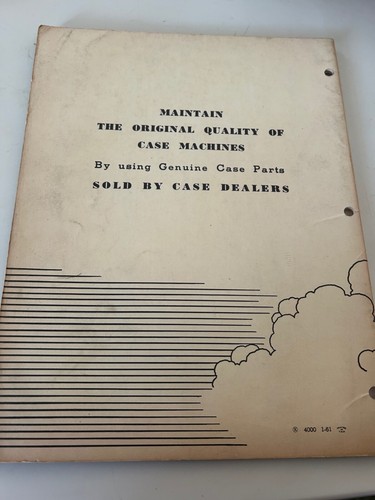 MAINTAIN
THE ORIGINAL QUALITY OF
CASE MACHINES
By using Genuine Case Parts
SOLD BY CASE DEALERS
4000 1-61